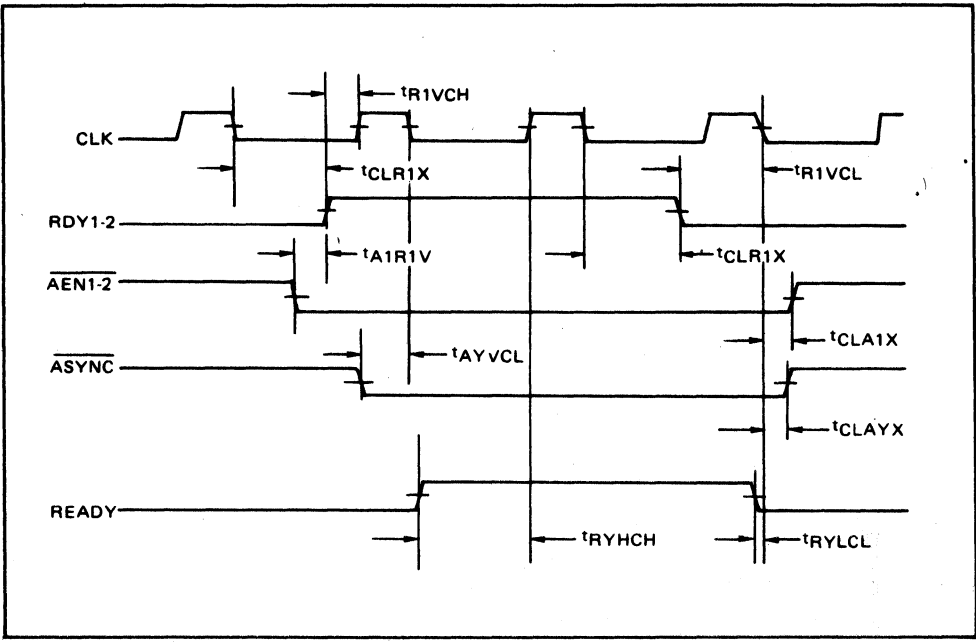 tR1VCH
CLK
tCLR1X
tR1VCL
RDY1-2
tA1R1V
tCLR1X
AEN1-2
tCLA1X
tAYVCL
ASYNC
tCLAYX
READY
tRYHCH
tRYLCL